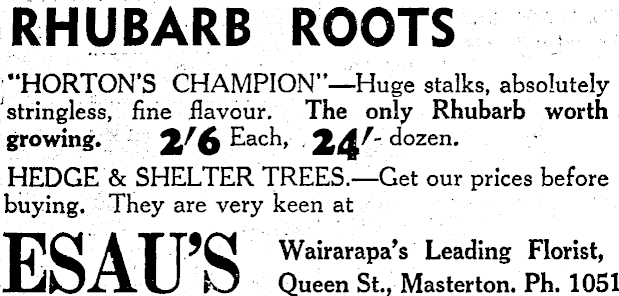 RHUBARB ROOTS
"HORTON'S CHAMPION"—Huge stalks, absolutely
stringless, fine flavour. The only Rhubarb worth
growing. 2/6 Each, 24/- dozen.
HEDGE & SHELTER TREES.—Get our prices before
buying. They are very keen at
ESAU'S
Wairarapa's Leading Florist,
Queen St., Masterton. Ph. 1051